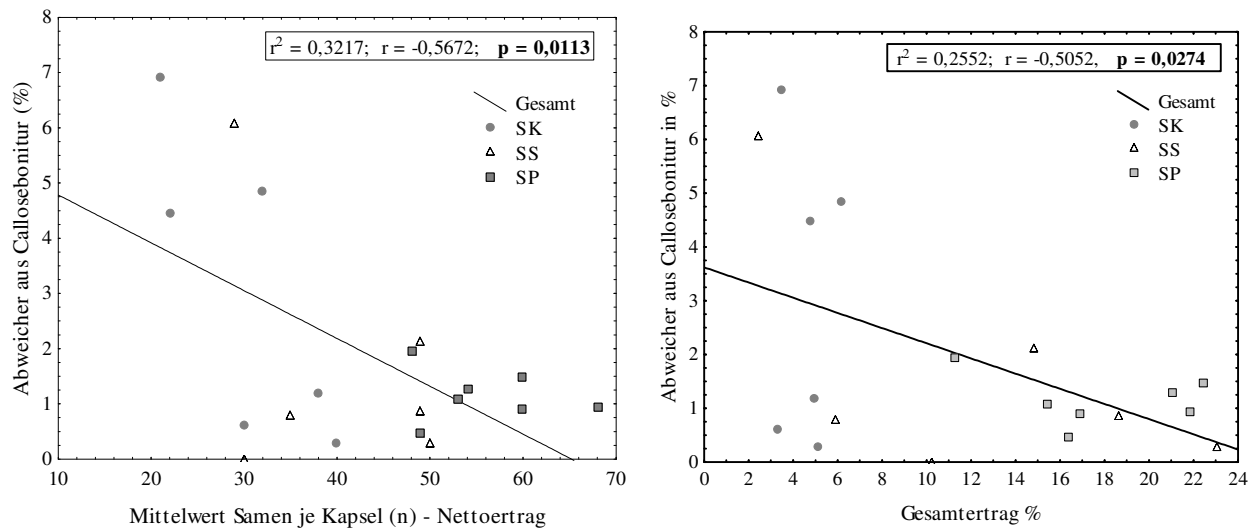 Abweicher aus Callosebonitur (%)
8
7
6
5
4
3
2
1
0
r² = 0,3217; r = -0,5672; p = 0,0113
Gesamt
SK
SS
SP
10 20 30 40 50 60 70
Mittelwert Samen je Kapsel (n) - Nettoertrag
Abweicher aus Callosebonitur in %
8
7
6
5
4
3
2
1
0
r² = 0,2552; r = -0,5052, p = 0,0274
Gesamt
SK
SS
SP
0 2 4 6 8 10 12 14 16 18 20 22 24
Gesamtertrag %